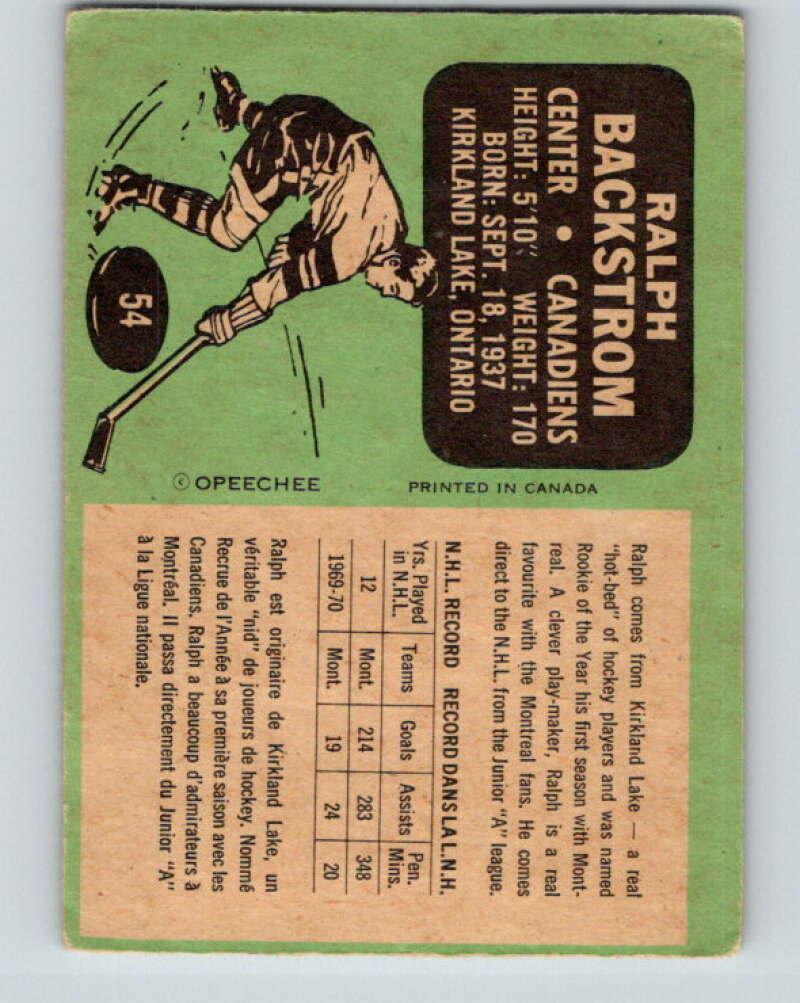 RALPH
BACKSTROM
CENTER • CANADIENS
HEIGHT: 5'10" WEIGHT: 170
BORN: SEPT. 18, 1937
KIRKLAND LAKE, ONTARIO
54
© OPEECHEE
PRINTED IN CANADA
Ralph comes from Kirkland Lake — a real
"hot-bed" of hockey players and was named
Rookie of the Year his first season with Mont-
real. A clever play-maker, Ralph is a real
favourite with the Montreal fans. He comes
direct to the N.H.L. from the Junior "A" league.
N.H.L. RECORD RECORD DANS LA L.N.H.
Yrs. Played in N.H.L. Teams Goals Assists Pen. Mins.
12 Mont. 214 283 348
1969-70 Mont. 19 24 20
Ralph est originaire de Kirkland Lake, un
véritable "nid" de joueurs de hockey. Nommé
Recrue de l'Année à sa première saison avec les
Canadiens. Ralph a beaucoup d'admirateurs à
Montréal. Il passa directement du Junior "A"
à la Ligue nationale.